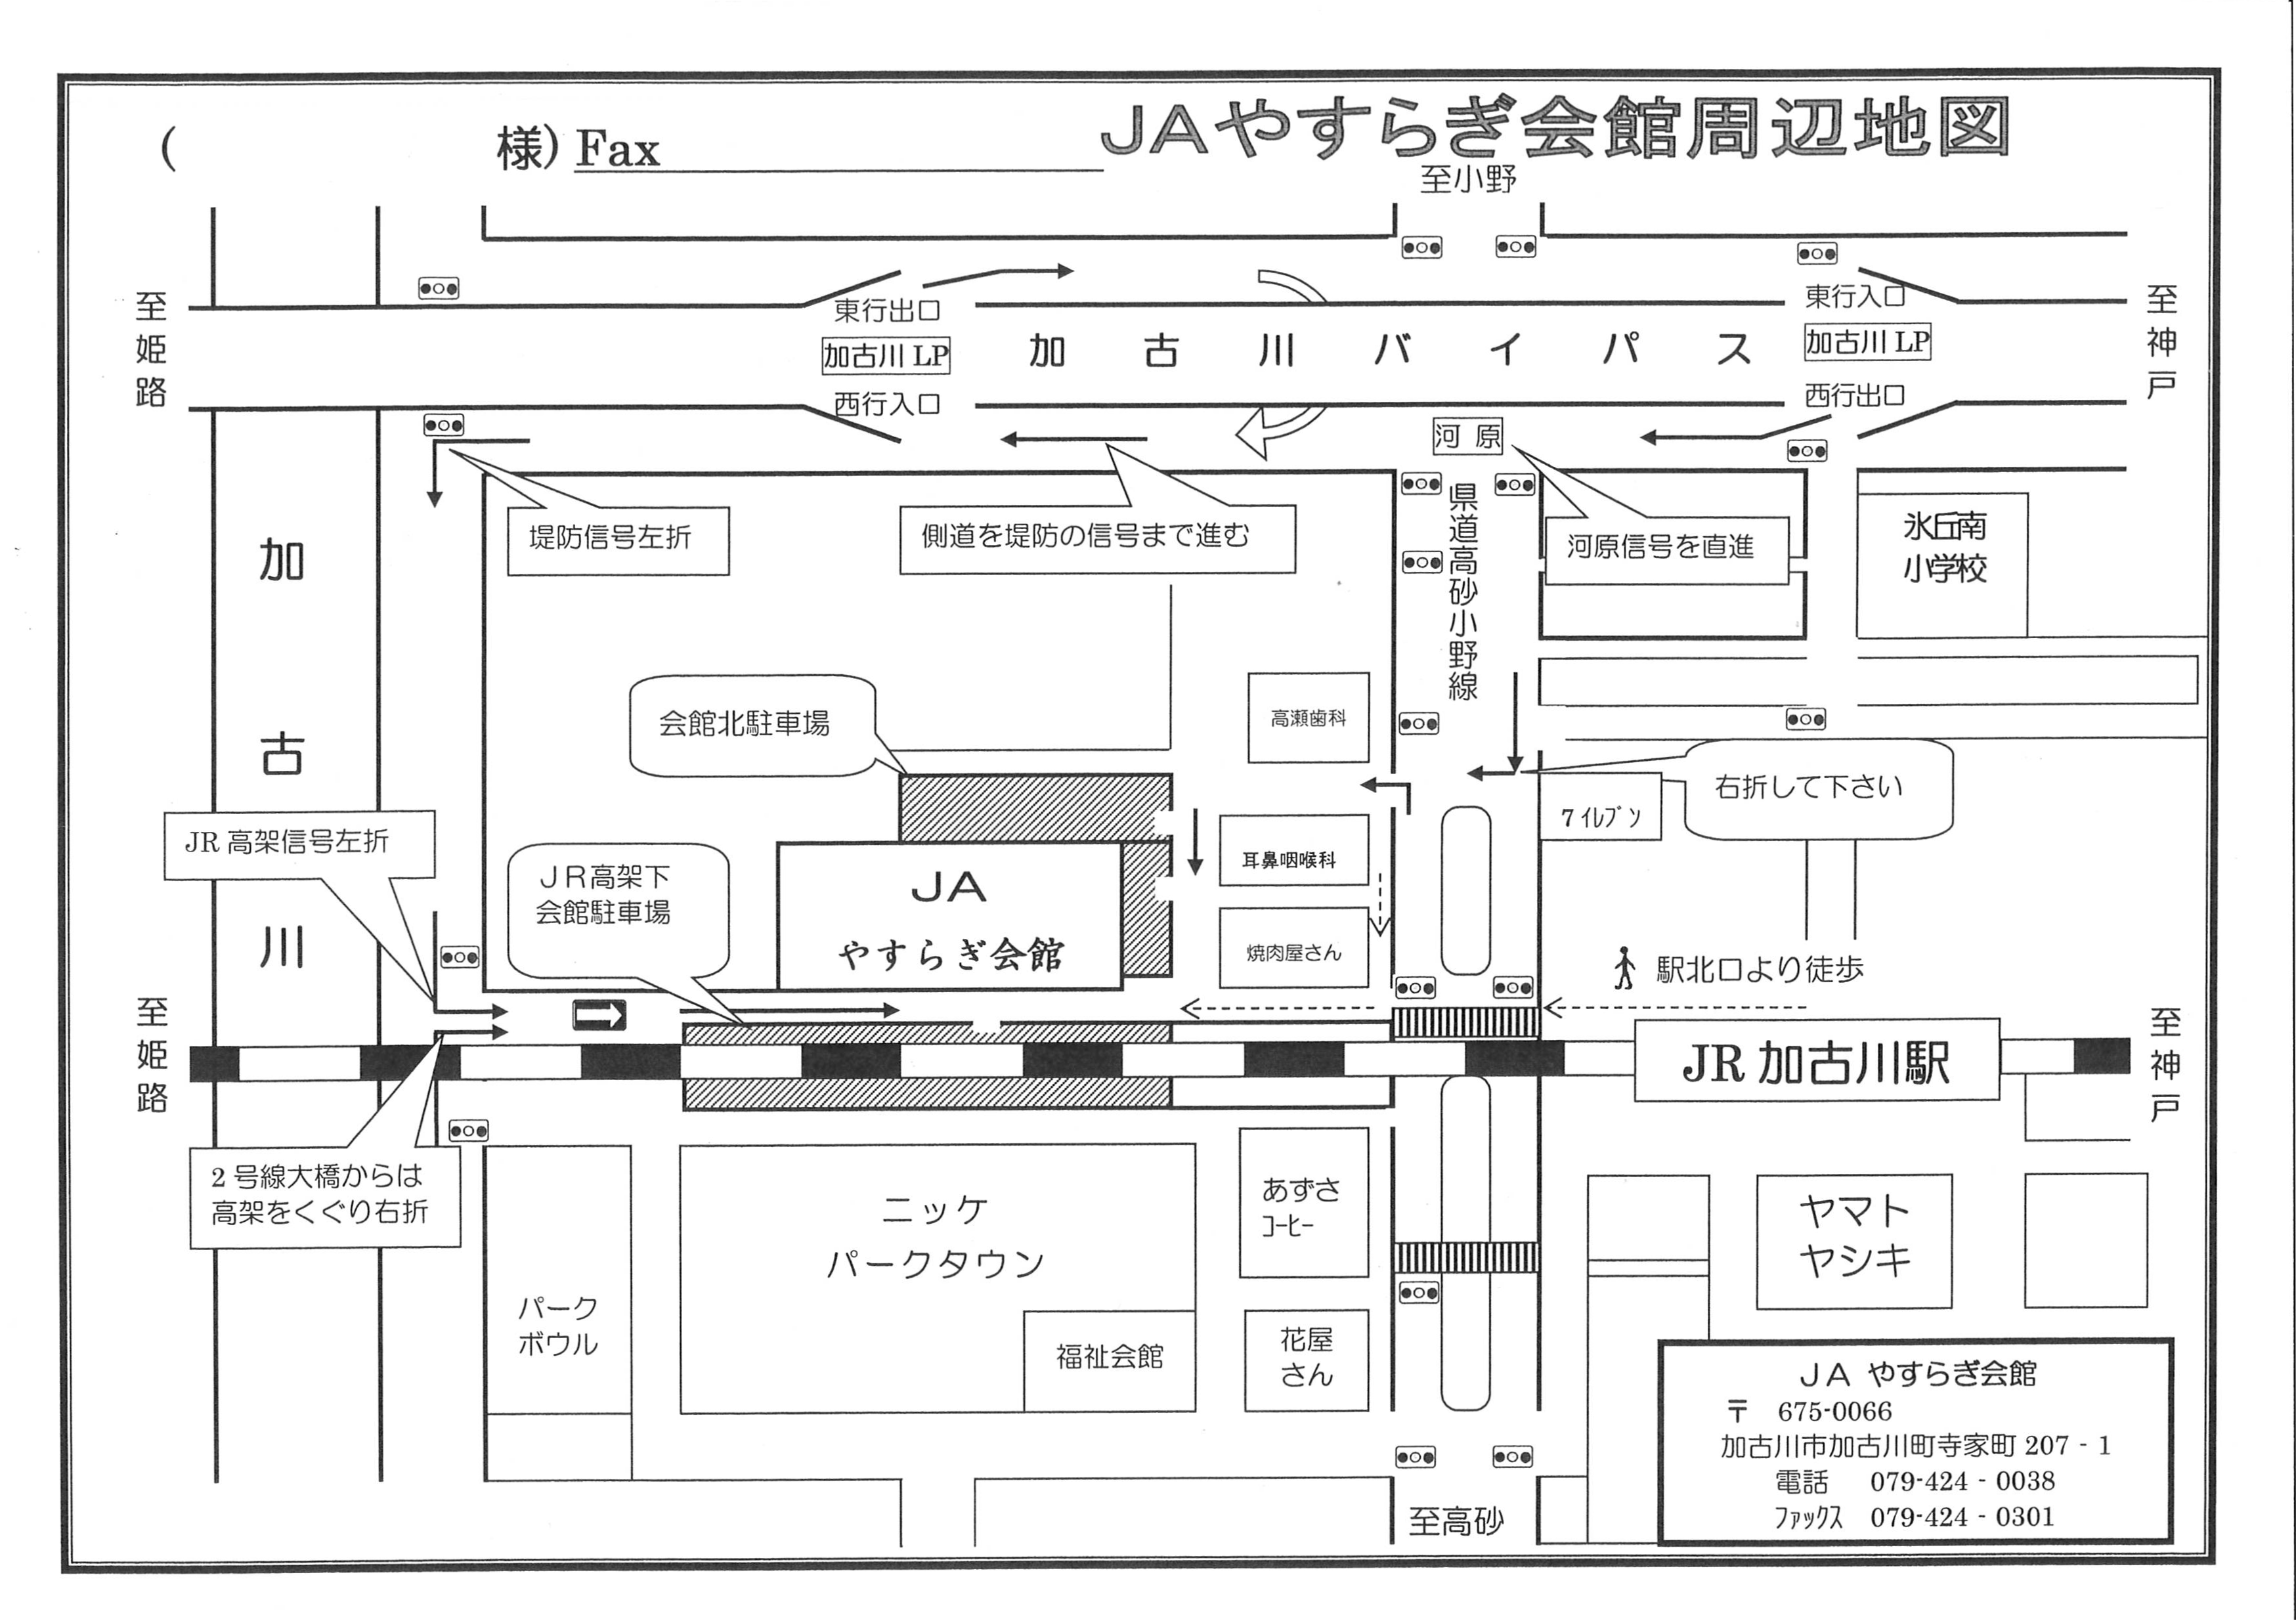 (　　　　　様) Fax
JAやすらぎ会館周辺地図
至小野
至姫路
東行出口
加古川 LP
西行入口
加古川バイパス
東行入口
加古川 LP
西行出口
至神戸
河 原
堤防信号左折
側道を堤防の信号まで進む
河原信号を直進
氷丘南
小学校
県道高砂小野線
加古川
会館北駐車場
高瀬歯科
右折して下さい
7 ｲﾚﾌﾞﾝ
JR 高架信号左折
ＪＲ高架下
会館駐車場
JA
やすらぎ会館
耳鼻咽喉科
焼肉屋さん
駅北口より徒歩
至姫路
JR 加古川駅
至神戸
2 号線大橋からは
高架をくぐり右折
パーク
ボウル
ニッケ
パークタウン
福祉会館
あずさ
ｺｰﾋｰ
花屋
さん
ヤマト
ヤシキ
至高砂
ＪＡ やすらぎ会館
〒 675-0066
加古川市加古川町寺家町 207 - 1
電話 079-424 - 0038
ﾌｧｯｸｽ 079-424 - 0301